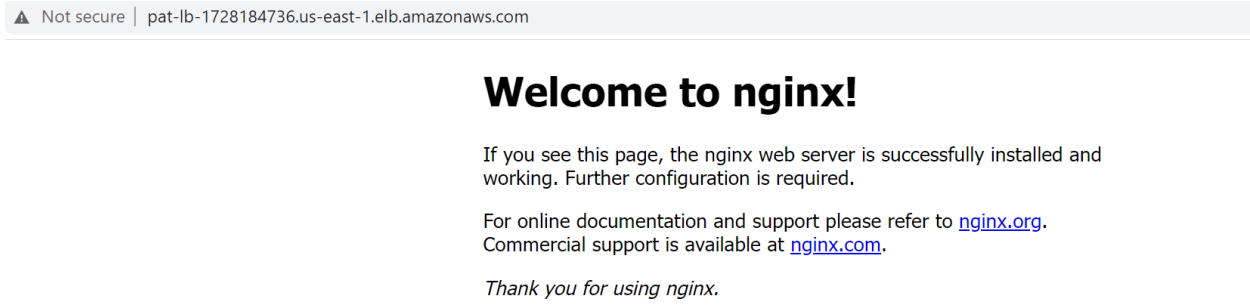 Not secure | pat-lb-1728184736.us-east-1.elb.amazonaws.com
Welcome to nginx!
If you see this page, the nginx web server is successfully installed and
working. Further configuration is required.
For online documentation and support please refer to nginx.org.
Commercial support is available at nginx.com.
Thank you for using nginx.